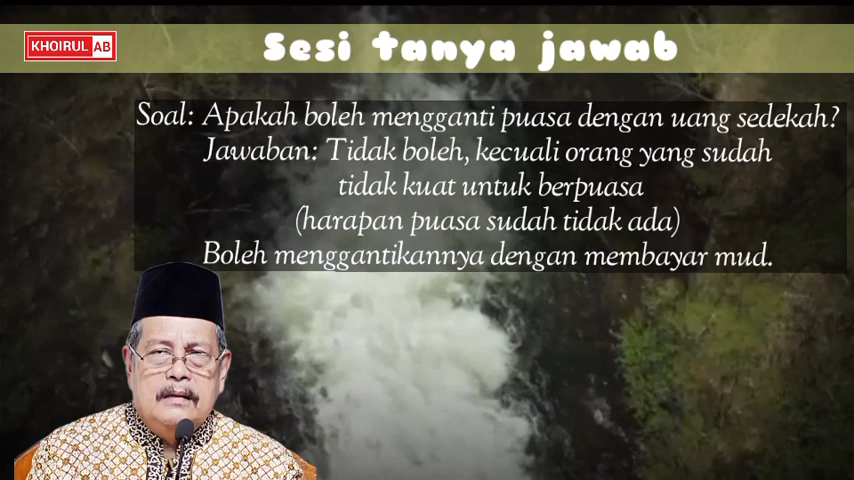 KHOIRUL AB
Sesi tanya jawab
Soal: Apakah boleh mengganti puasa dengan uang sedekah?
Jawaban: Tidak boleh, kecuali orang yang sudah
tidak kuat untuk berpuasa
(harapan puasa sudah tidak ada)
Boleh menggantikannya dengan membayar mud.